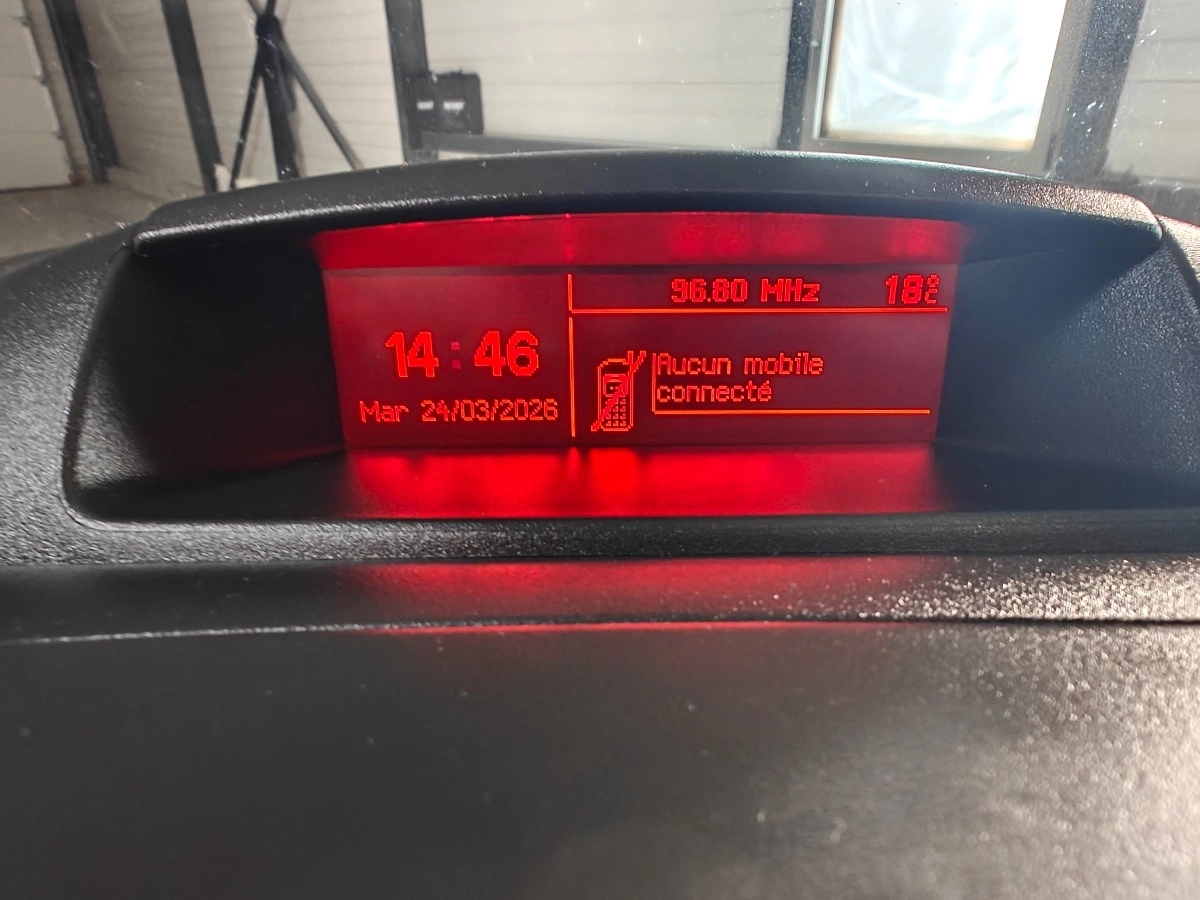 96.80 MHz 18°C
14:46
Mar 24/03/2026
Aucun mobile
connecté